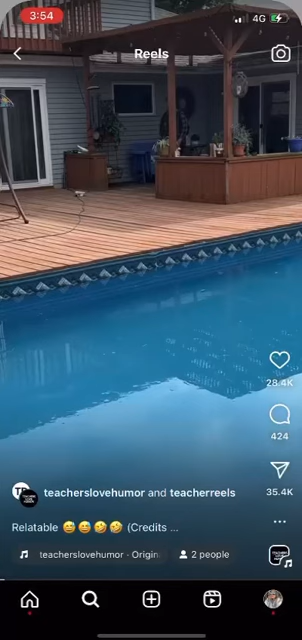 3:54
4G
Reels
28.4K
424
35.4K
teacherslovehumor and teacherreels
Relatable 😅😅🤣🤣 (Credits ...
teacherslovehumor · Origin
2 people